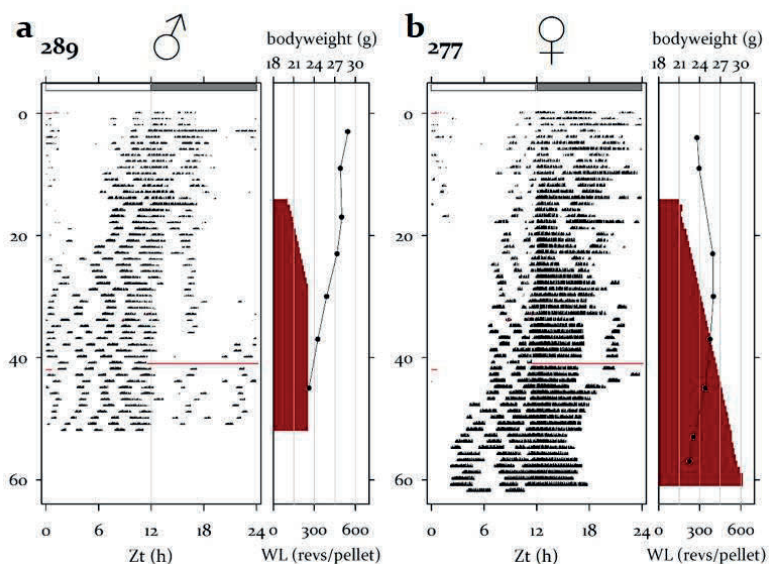 a
289
♂
bodyweight (g)
18 21 24 27 30
0
20
40
60
0 6 12 18 24
Zt (h)
0 300 600
WL (revs/pellet)
b
277
♀
bodyweight (g)
18 21 24 27 30
0
20
40
60
0 6 12 18 24
Zt (h)
0 300 600
WL (revs/pellet)